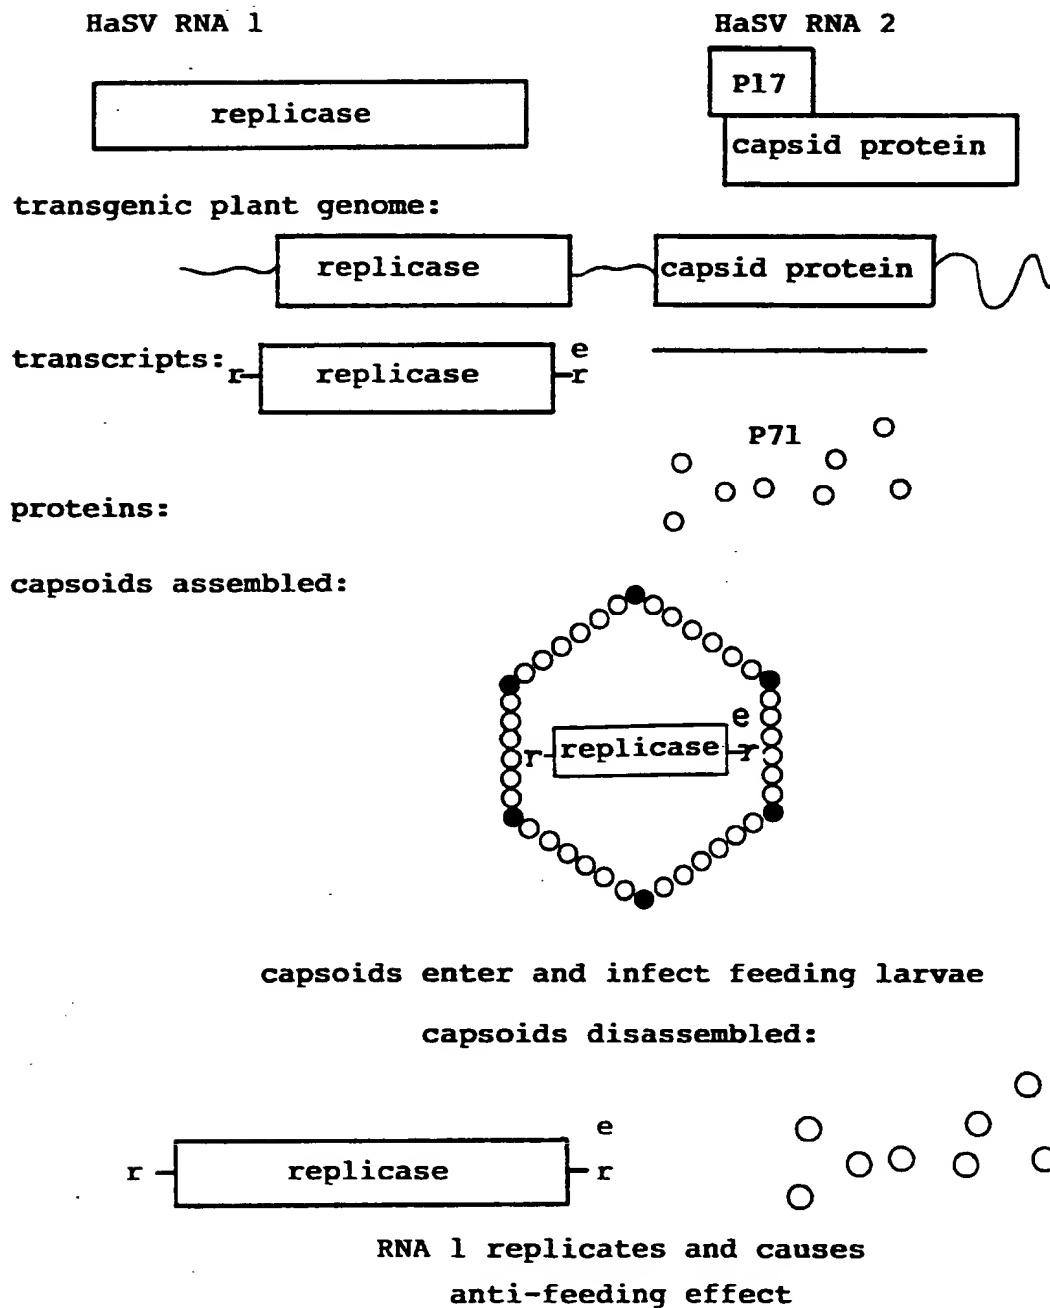 HaSV RNA 1
HaSV RNA 2
P17
replicase
capsid protein
transgenic plant genome:
replicase
capsid protein
transcripts:
e
r
replicase
r
P71
proteins:
capsoids assembled:
e
r
replicase
r
capsoids enter and infect feeding larvae
capsoids disassembled:
e
r
replicase
r
RNA 1 replicates and causes
anti-feeding effect